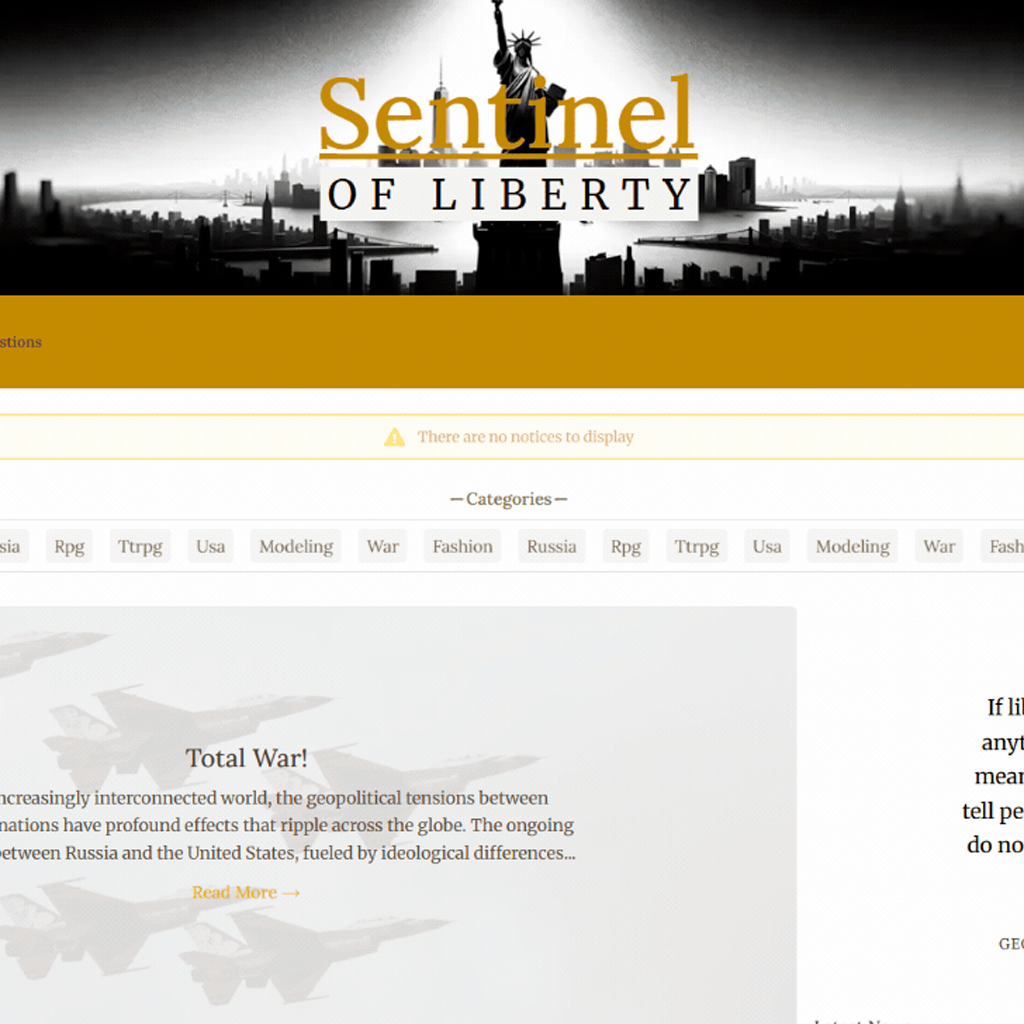 Sentinel
OF LIBERTY
stions
There are no notices to display
—Categories—
sia Rpg Ttrpg Usa Modeling War Fashion Russia Rpg Ttrpg Usa Modeling War Fash
If lib
anyt
mean
tell pe
do no
GEO
Total War!
ncreasingly interconnected world, the geopolitical tensions between
nations have profound effects that ripple across the globe. The ongoing
between Russia and the United States, fueled by ideological differences...
Read More →